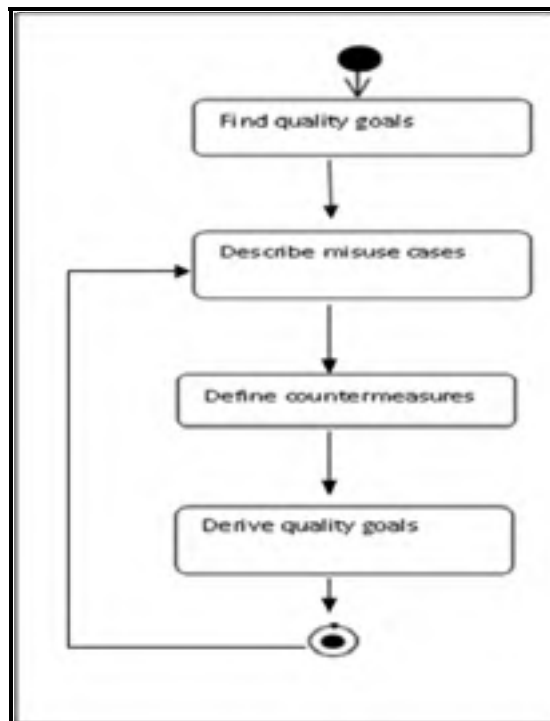 Find quality goals
Describe misuse cases
Define countermeasures
Derive quality goals